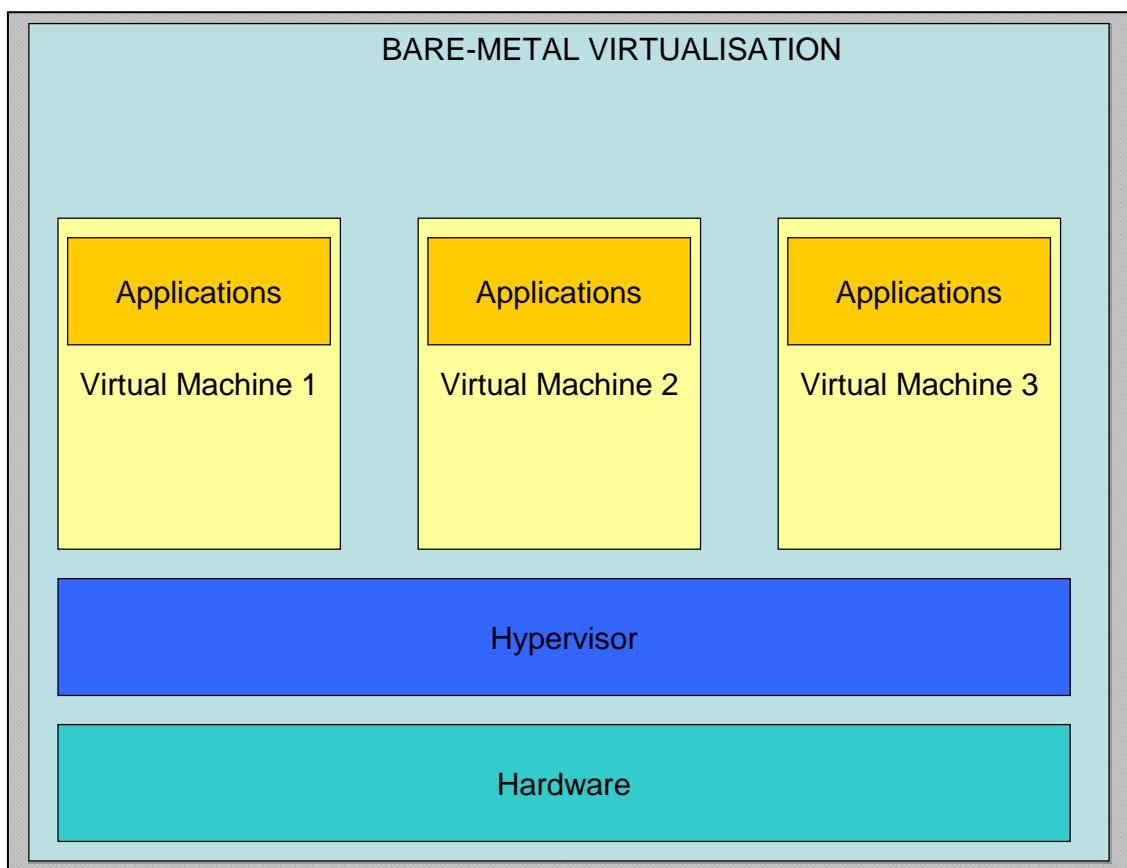 BARE-METAL VIRTUALISATION
Applications
Applications
Applications
Virtual Machine 1
Virtual Machine 2
Virtual Machine 3
Hypervisor
Hardware